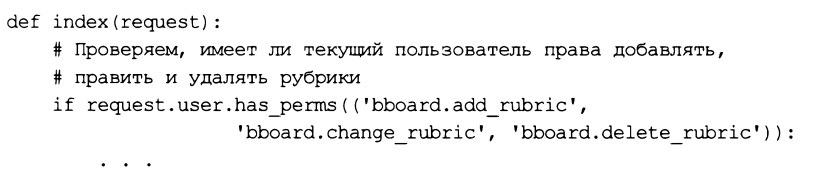 def index(request):
    # Проверяем, имеет ли текущий пользователь права добавлять,
    # править и удалять рубрики
    if request.user.has_perms(('bboard.add_rubric',
                    'bboard.change_rubric', 'bboard.delete_rubric')):
        . . .